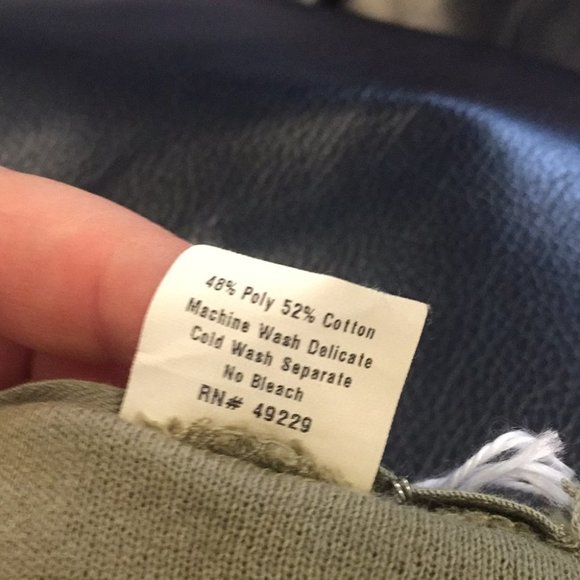 48% Poly 52% Cotton
Machine Wash Delicate
Cold Wash Separate
No Bleach
RN# 49229